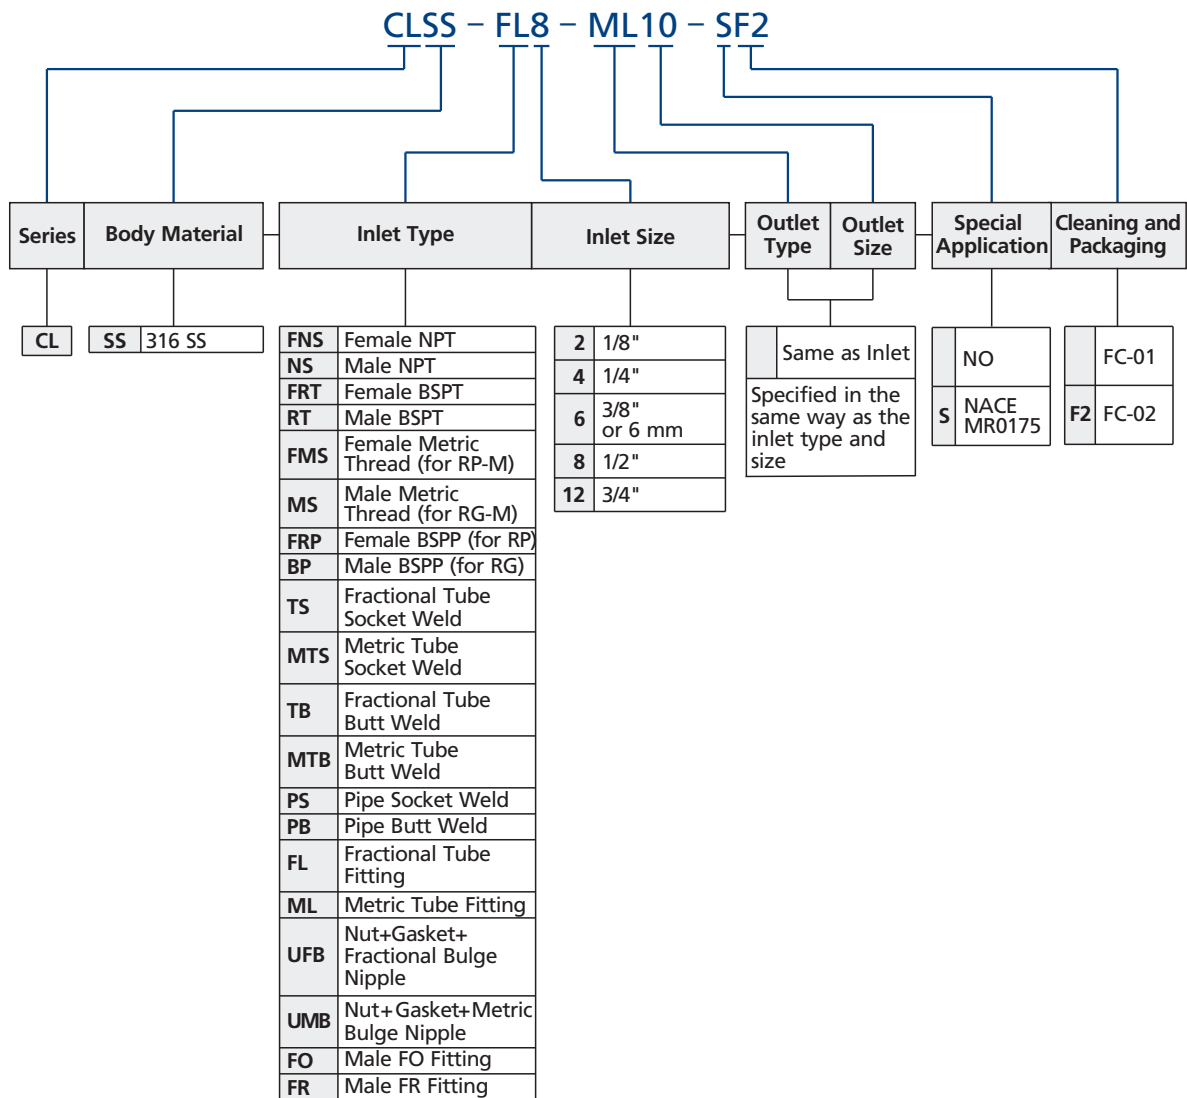 CLSS – FL8 – ML10 – SF2
Series
Body Material
Inlet Type
Inlet Size
Outlet
Type
Outlet
Size
Special
Application
Cleaning and
Packaging
CL
SS 316 SS
FNS Female NPT
NS Male NPT
FRT Female BSPT
RT Male BSPT
FMS Female Metric
Thread (for RP-M)
MS Male Metric
Thread (for RG-M)
FRP Female BSPP (for RP)
BP Male BSPP (for RG)
TS Fractional Tube
Socket Weld
MTS Metric Tube
Socket Weld
TB Fractional Tube
Butt Weld
MTB Metric Tube
Butt Weld
PS Pipe Socket Weld
PB Pipe Butt Weld
FL Fractional Tube
Fitting
ML Metric Tube Fitting
UFB Nut+Gasket+
Fractional Bulge
Nipple
UMB Nut+Gasket+Metric
Bulge Nipple
FO Male FO Fitting
FR Male FR Fitting
2 1/8"
4 1/4"
6 3/8"
or 6 mm
8 1/2"
12 3/4"
Same as Inlet
Specified in the
same way as the
inlet type and
size
NO
S NACE
MR0175
FC-01
F2 FC-02